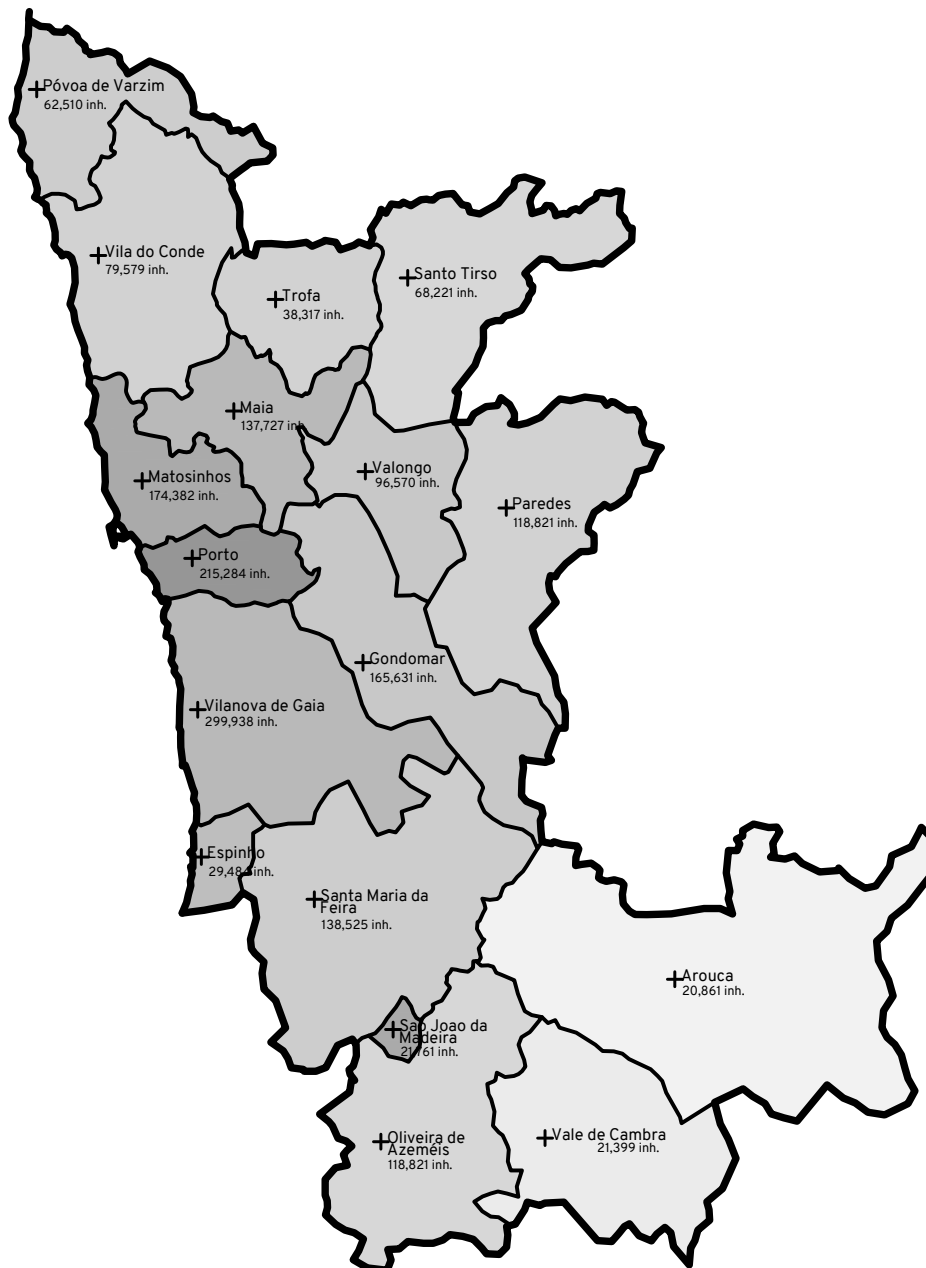 Póvoa de Varzim
62,510 inh.
Vila do Conde
79,579 inh.
Santo Tirso
68,221 inh.
Trofa
38,317 inh.
Maia
137,727 inh
Valongo
96,570 inh.
Matosinhos
174,382 inh.
Paredes
118,821 inh.
Porto
215,284 inh.
Gondomar
165,631 inh.
Vilanova de Gaia
299,938 inh.
Espinho
inh.
Santa Maria da
Feira
138,525 inh.
Arouca
20,861 inh.
Sao Joao da
Madeira
21,761 inh.
Oliveira de
Azeméis
118,821 inh.
Vale de Cambra
21,399 inh.